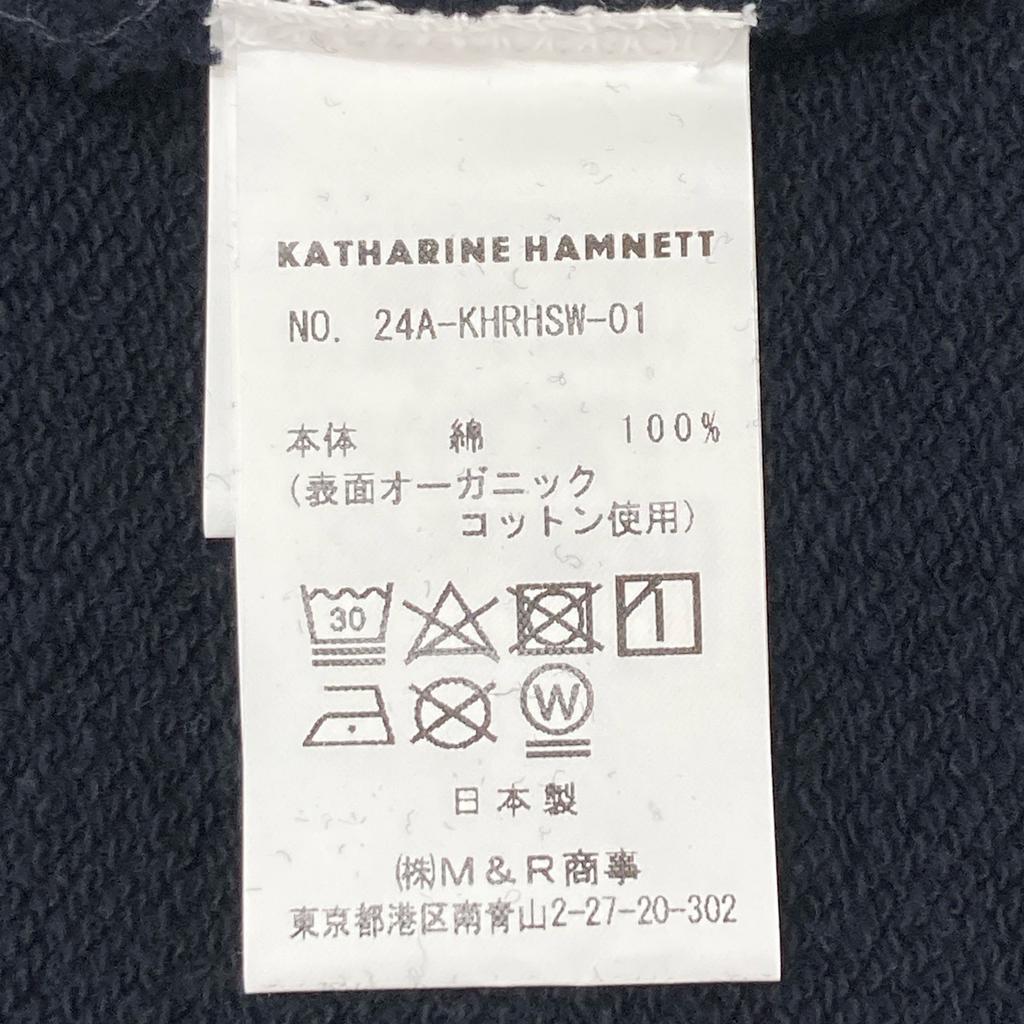 KATHARINE HAMNETT
NO. 24A-KHRHSW-01
本体 綿 100%
(表面オーガニック
コットン使用)
30
W
日本製
(株)M&R商事
東京都港区南青山2-27-20-302